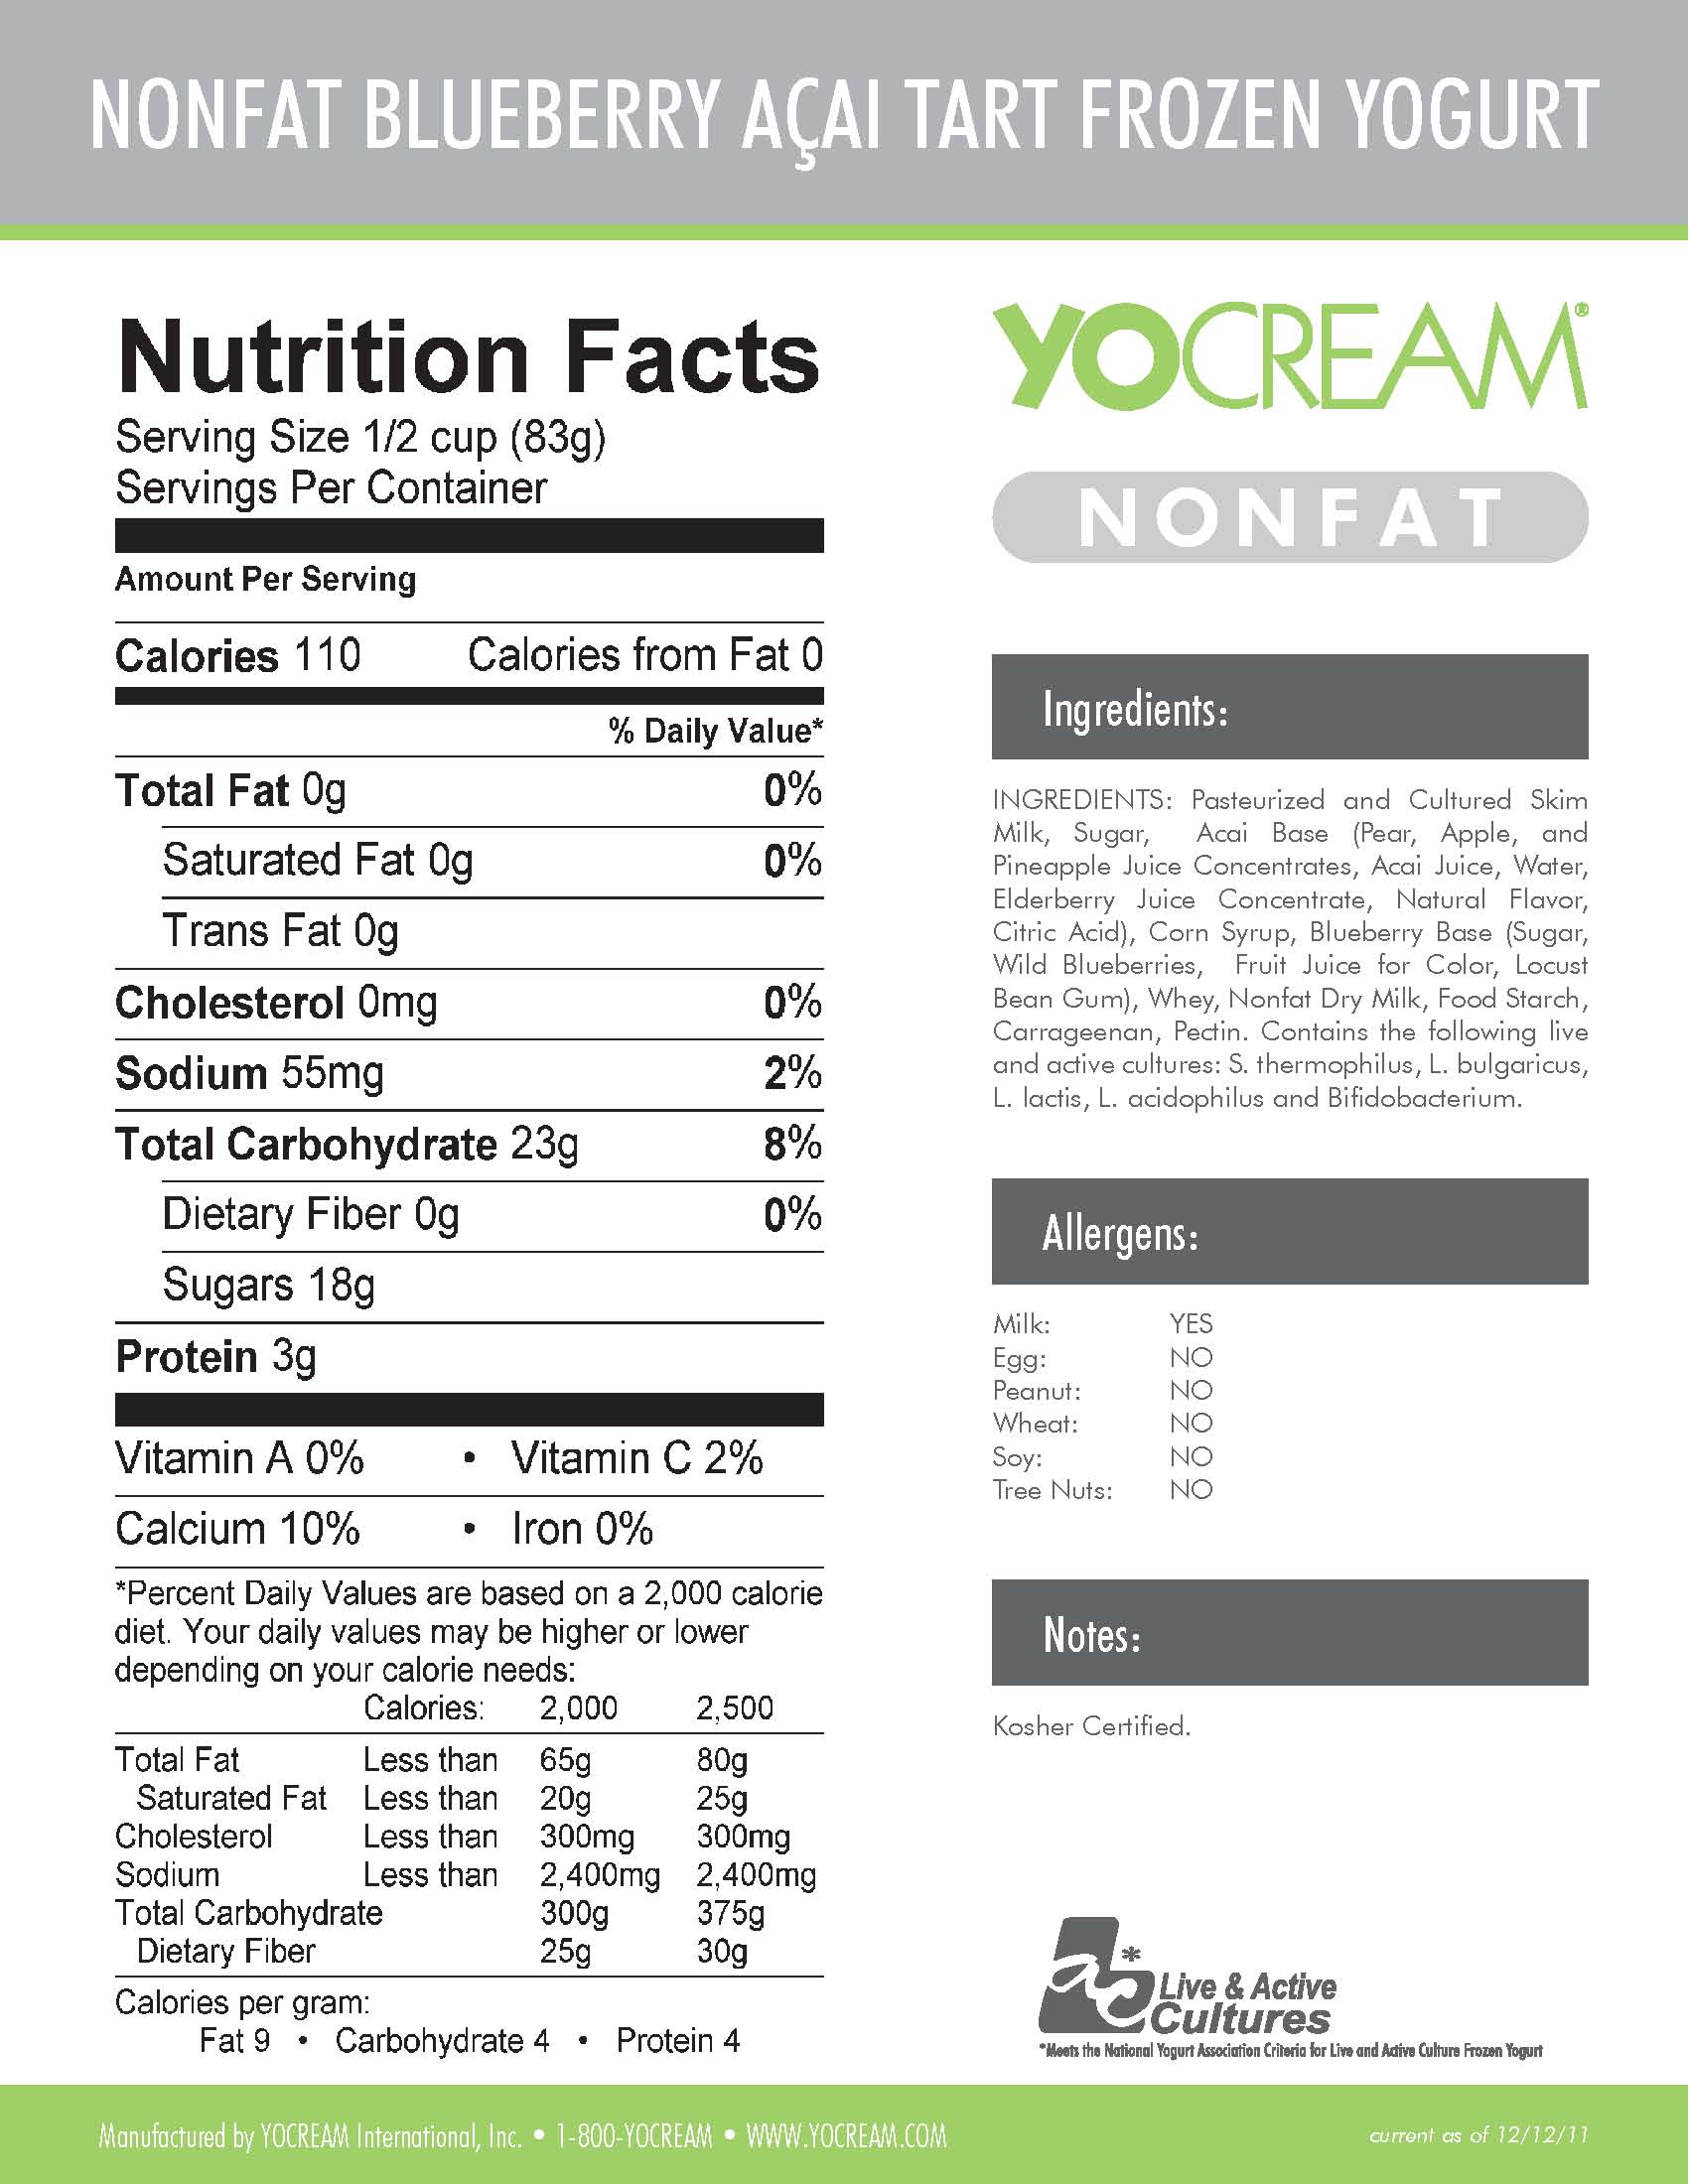 NONFAT BLUEBERRY AÇAI TART FROZEN YOGURT
Nutrition Facts
Serving Size 1/2 cup (83g)
Servings Per Container
Amount Per Serving
Calories 110 Calories from Fat 0
% Daily Value*
Total Fat 0g 0%
Saturated Fat 0g 0%
Trans Fat 0g
Cholesterol 0mg 0%
Sodium 55mg 2%
Total Carbohydrate 23g 8%
Dietary Fiber 0g 0%
Sugars 18g
Protein 3g
Vitamin A 0% • Vitamin C 2%
Calcium 10% • Iron 0%
*Percent Daily Values are based on a 2,000 calorie
diet. Your daily values may be higher or lower
depending on your calorie needs:
Calories: 2,000 2,500
Total Fat Less than 65g 80g
Saturated Fat Less than 20g 25g
Cholesterol Less than 300mg 300mg
Sodium Less than 2,400mg 2,400mg
Total Carbohydrate 300g 375g
Dietary Fiber 25g 30g
Calories per gram:
Fat 9 • Carbohydrate 4 • Protein 4
YOCREAM®
NONFAT
Ingredients:
INGREDIENTS: Pasteurized and Cultured Skim
Milk, Sugar, Acai Base (Pear, Apple, and
Pineapple Juice Concentrates, Acai Juice, Water,
Elderberry Juice Concentrate, Natural Flavor,
Citric Acid), Corn Syrup, Blueberry Base (Sugar,
Wild Blueberries, Fruit Juice for Color, Locust
Bean Gum), Whey, Nonfat Dry Milk, Food Starch,
Carrageenan, Pectin. Contains the following live
and active cultures: S. thermophilus, L. bulgaricus,
L. lactis, L. acidophilus and Bifidobacterium.
Allergens:
Milk: YES
Egg: NO
Peanut: NO
Wheat: NO
Soy: NO
Tree Nuts: NO
Notes:
Kosher Certified.
ac*
Live & Active
Cultures
*Meets the National Yogurt Association Criteria for Live and Active Culture Frozen Yogurt
Manufactured by YOCREAM International, Inc. • 1-800-YOCREAM • WWW.YOCREAM.COM
current as of 12/12/11